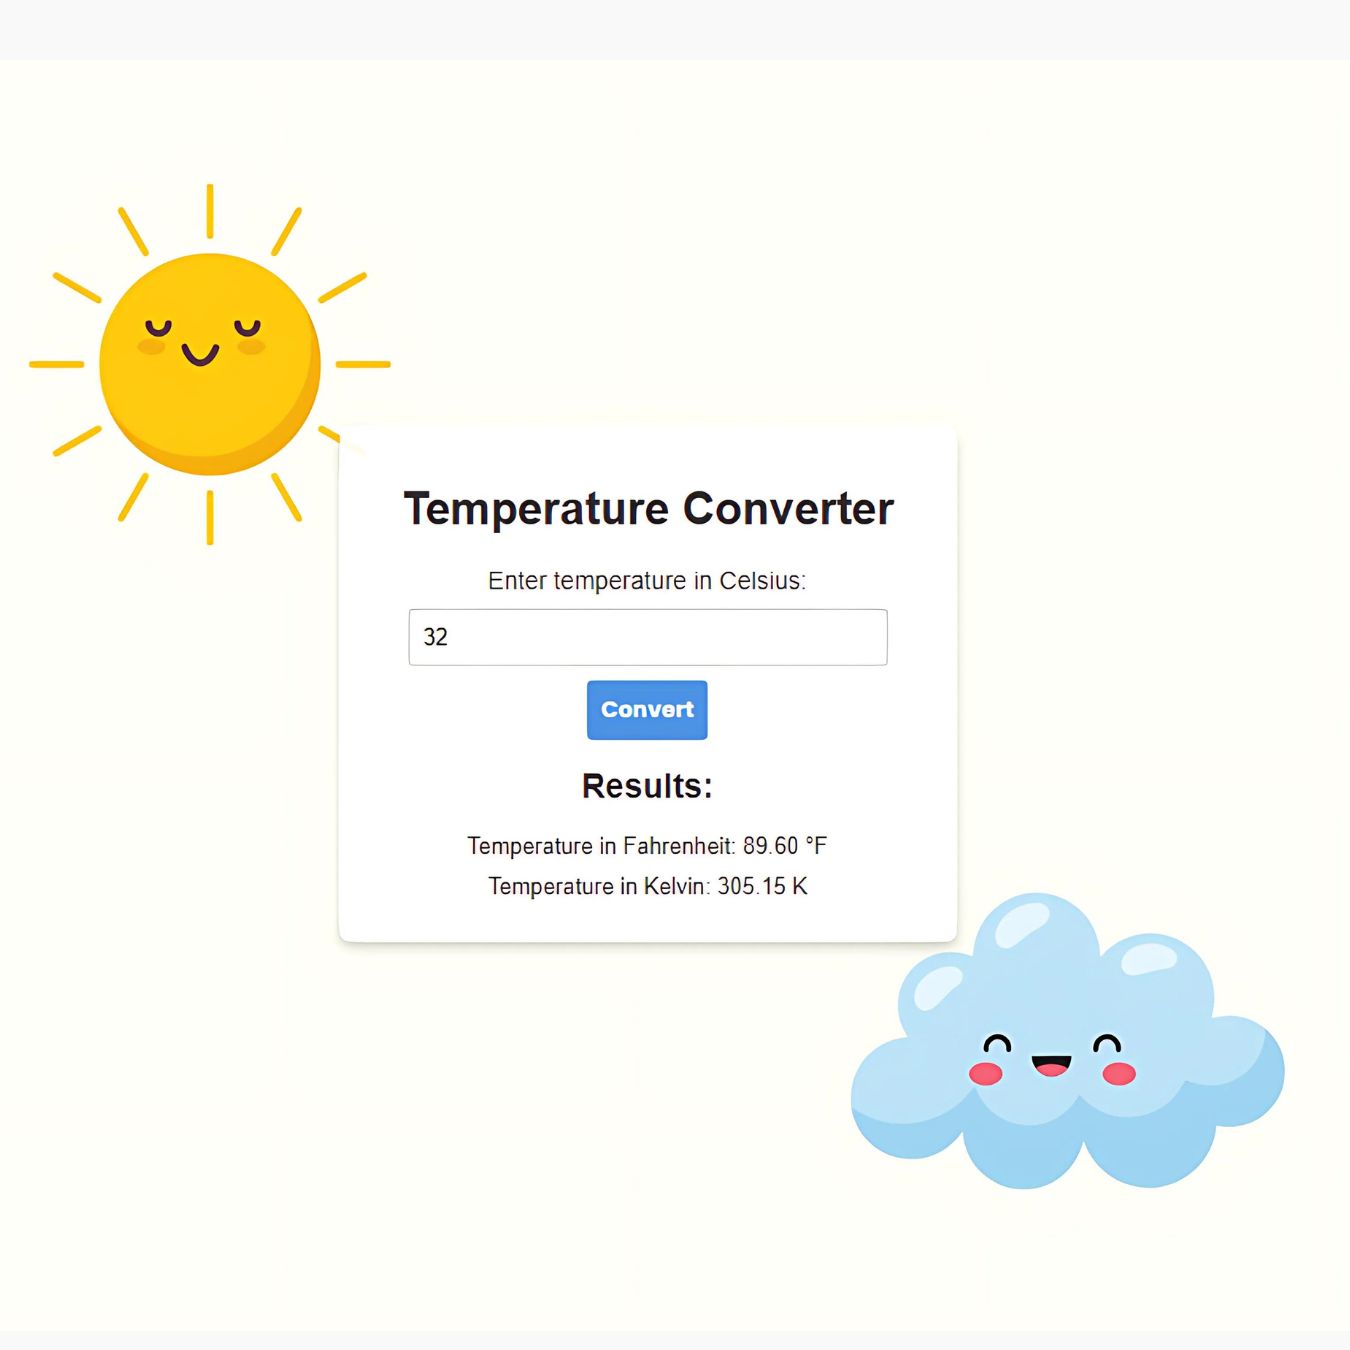 Temperature Converter
Enter temperature in Celsius:
32
Convert
Results:
Temperature in Fahrenheit: 89.60 °F
Temperature in Kelvin: 305.15 K